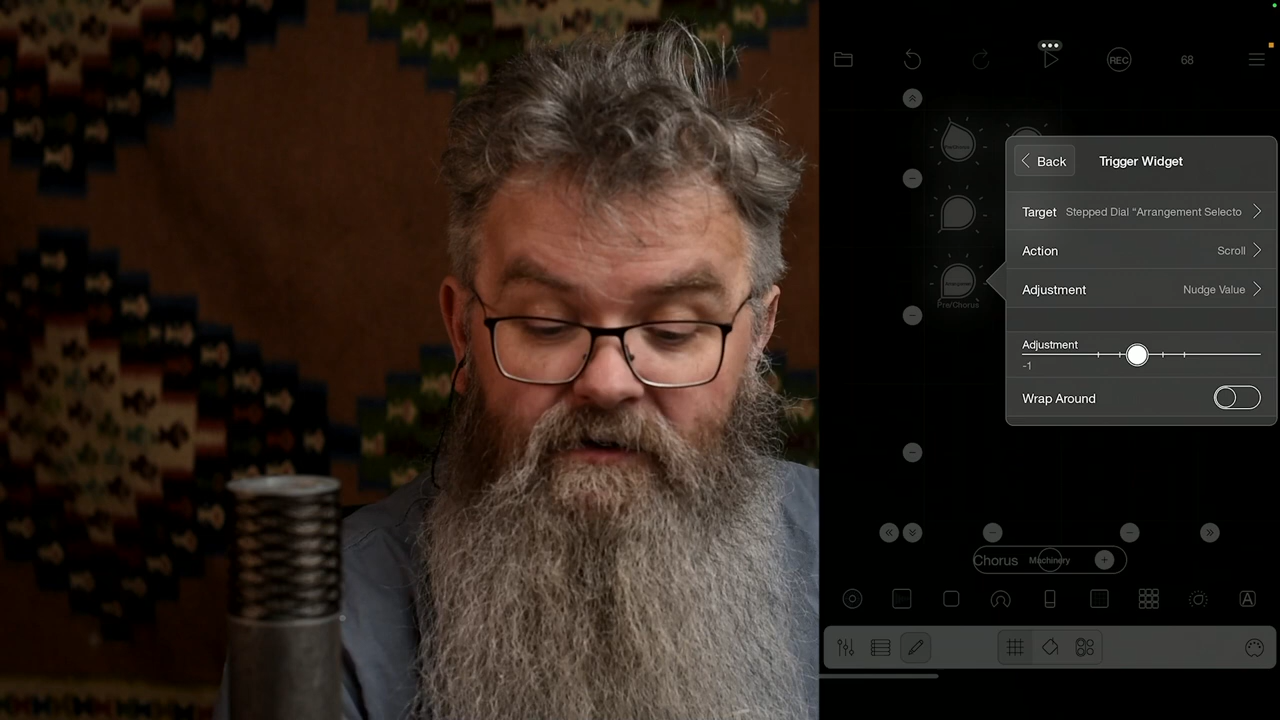 REC
68
Back
Trigger Widget
Target
Stepped Dial "Arrangement Selecto
Action
Scroll
Adjustment
Nudge Value
Adjustment
-1
Wrap Around
Pre/Chorus
Chorus
Machinery
A